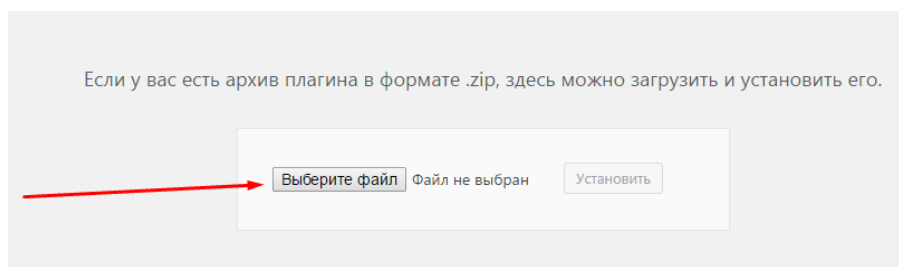 Если у вас есть архив плагина в формате .zip, здесь можно загрузить и установить его.
Выберите файл Файл не выбран Установить